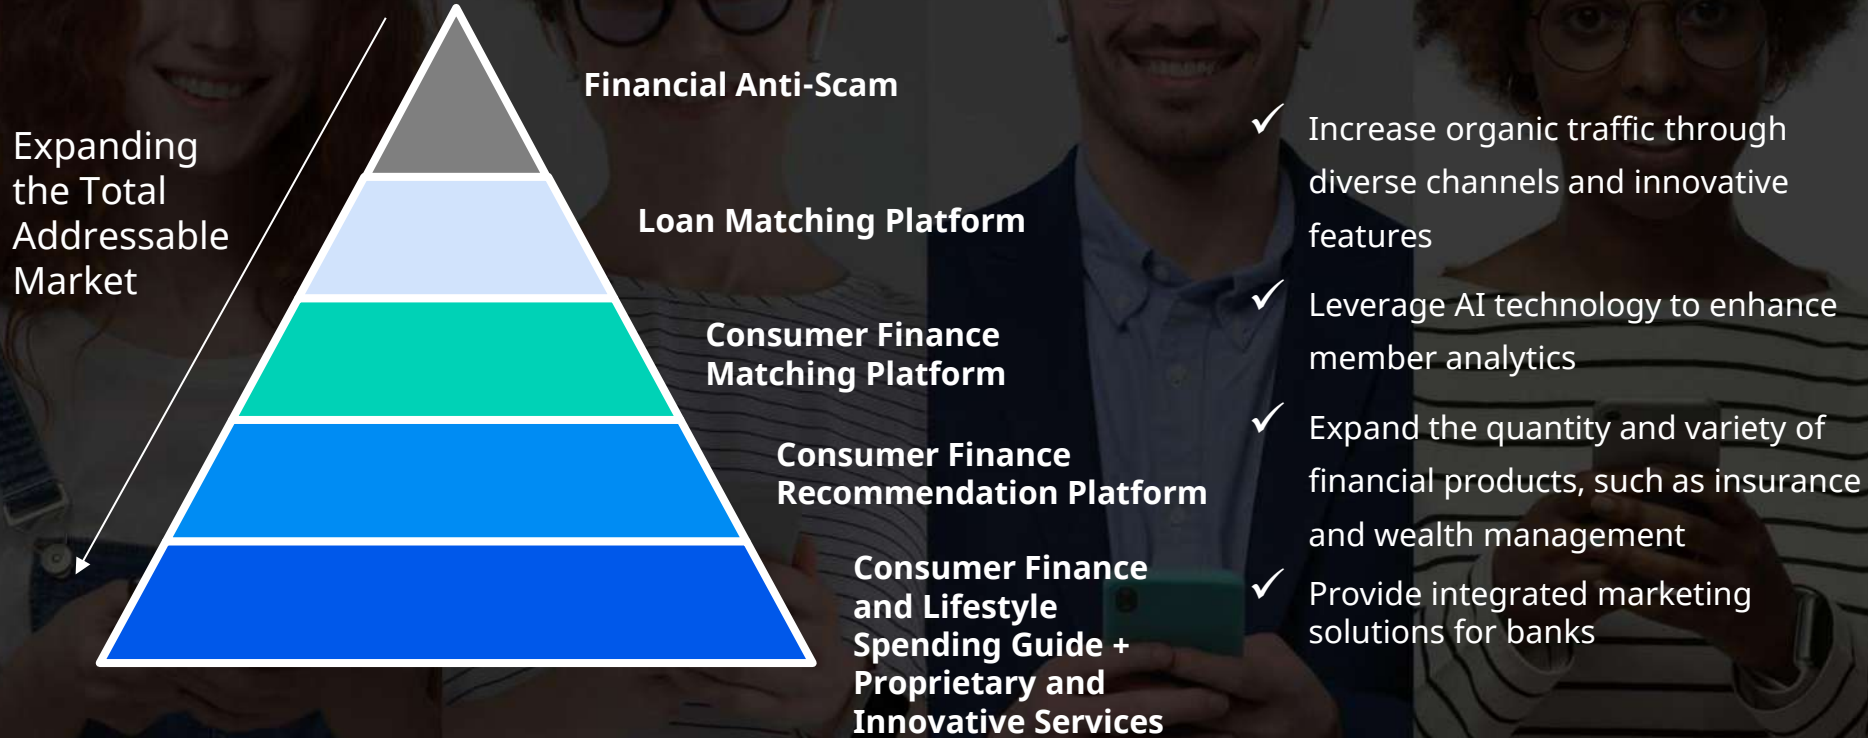 Expanding
the Total
Addressable
Market
Financial Anti-Scam
Loan Matching Platform
Consumer Finance
Matching Platform
Consumer Finance
Recommendation Platform
Consumer Finance
and Lifestyle
Spending Guide +
Proprietary and
Innovative Services
✓ Increase organic traffic through
diverse channels and innovative
features
✓ Leverage AI technology to enhance
member analytics
✓ Expand the quantity and variety of
financial products, such as insurance
and wealth management
✓ Provide integrated marketing
solutions for banks